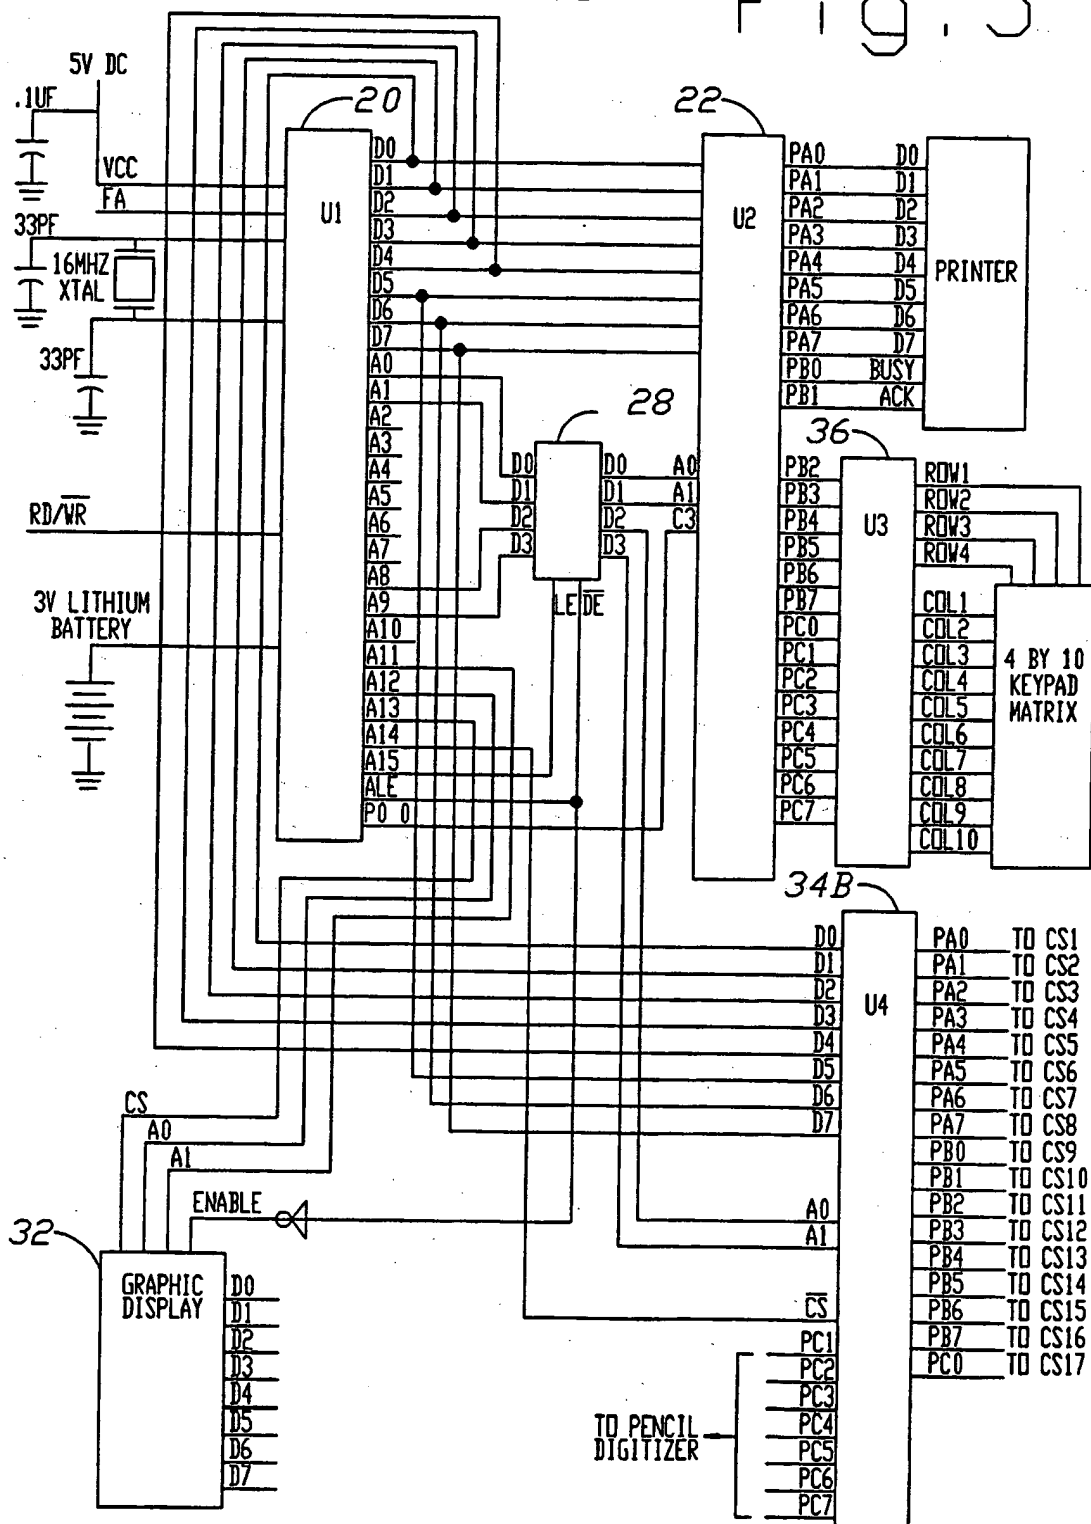 Fig. 3
5V DC
.1UF
VCC
FA
33PF
16MHZ
XTAL
33PF
RD/W̅R̅
3V LITHIUM
BATTERY
20
U1
D0
D1
D2
D3
D4
D5
D6
D7
A0
A1
A2
A3
A4
A5
A6
A7
A8
A9
A10
A11
A12
A13
A14
A15
ALE
P0 0
28
D0
D1
D2
D3
D0
D1
D2
D3
LE
D̅E̅
22
U2
A0
A1
C3
PA0
PA1
PA2
PA3
PA4
PA5
PA6
PA7
PB0
PB1
PB2
PB3
PB4
PB5
PB6
PB7
PC0
PC1
PC2
PC3
PC4
PC5
PC6
PC7
D0
D1
D2
D3
D4
D5
D6
D7
BUSY
ACK
PRINTER
36
U3
ROW1
ROW2
ROW3
ROW4
COL1
COL2
COL3
COL4
COL5
COL6
COL7
COL8
COL9
COL10
4 BY 10
KEYPAD
MATRIX
34B
U4
D0
D1
D2
D3
D4
D5
D6
D7
A0
A1
C̅S̅
PC1
PC2
PC3
PC4
PC5
PC6
PC7
TO PENCIL
DIGITIZER
PA0 TO CS1
PA1 TO CS2
PA2 TO CS3
PA3 TO CS4
PA4 TO CS5
PA5 TO CS6
PA6 TO CS7
PA7 TO CS8
PB0 TO CS9
PB1 TO CS10
PB2 TO CS11
PB3 TO CS12
PB4 TO CS13
PB5 TO CS14
PB6 TO CS15
PB7 TO CS16
PC0 TO CS17
CS
A0
A1
ENABLE
32
GRAPHIC
DISPLAY
D0
D1
D2
D3
D4
D5
D6
D7